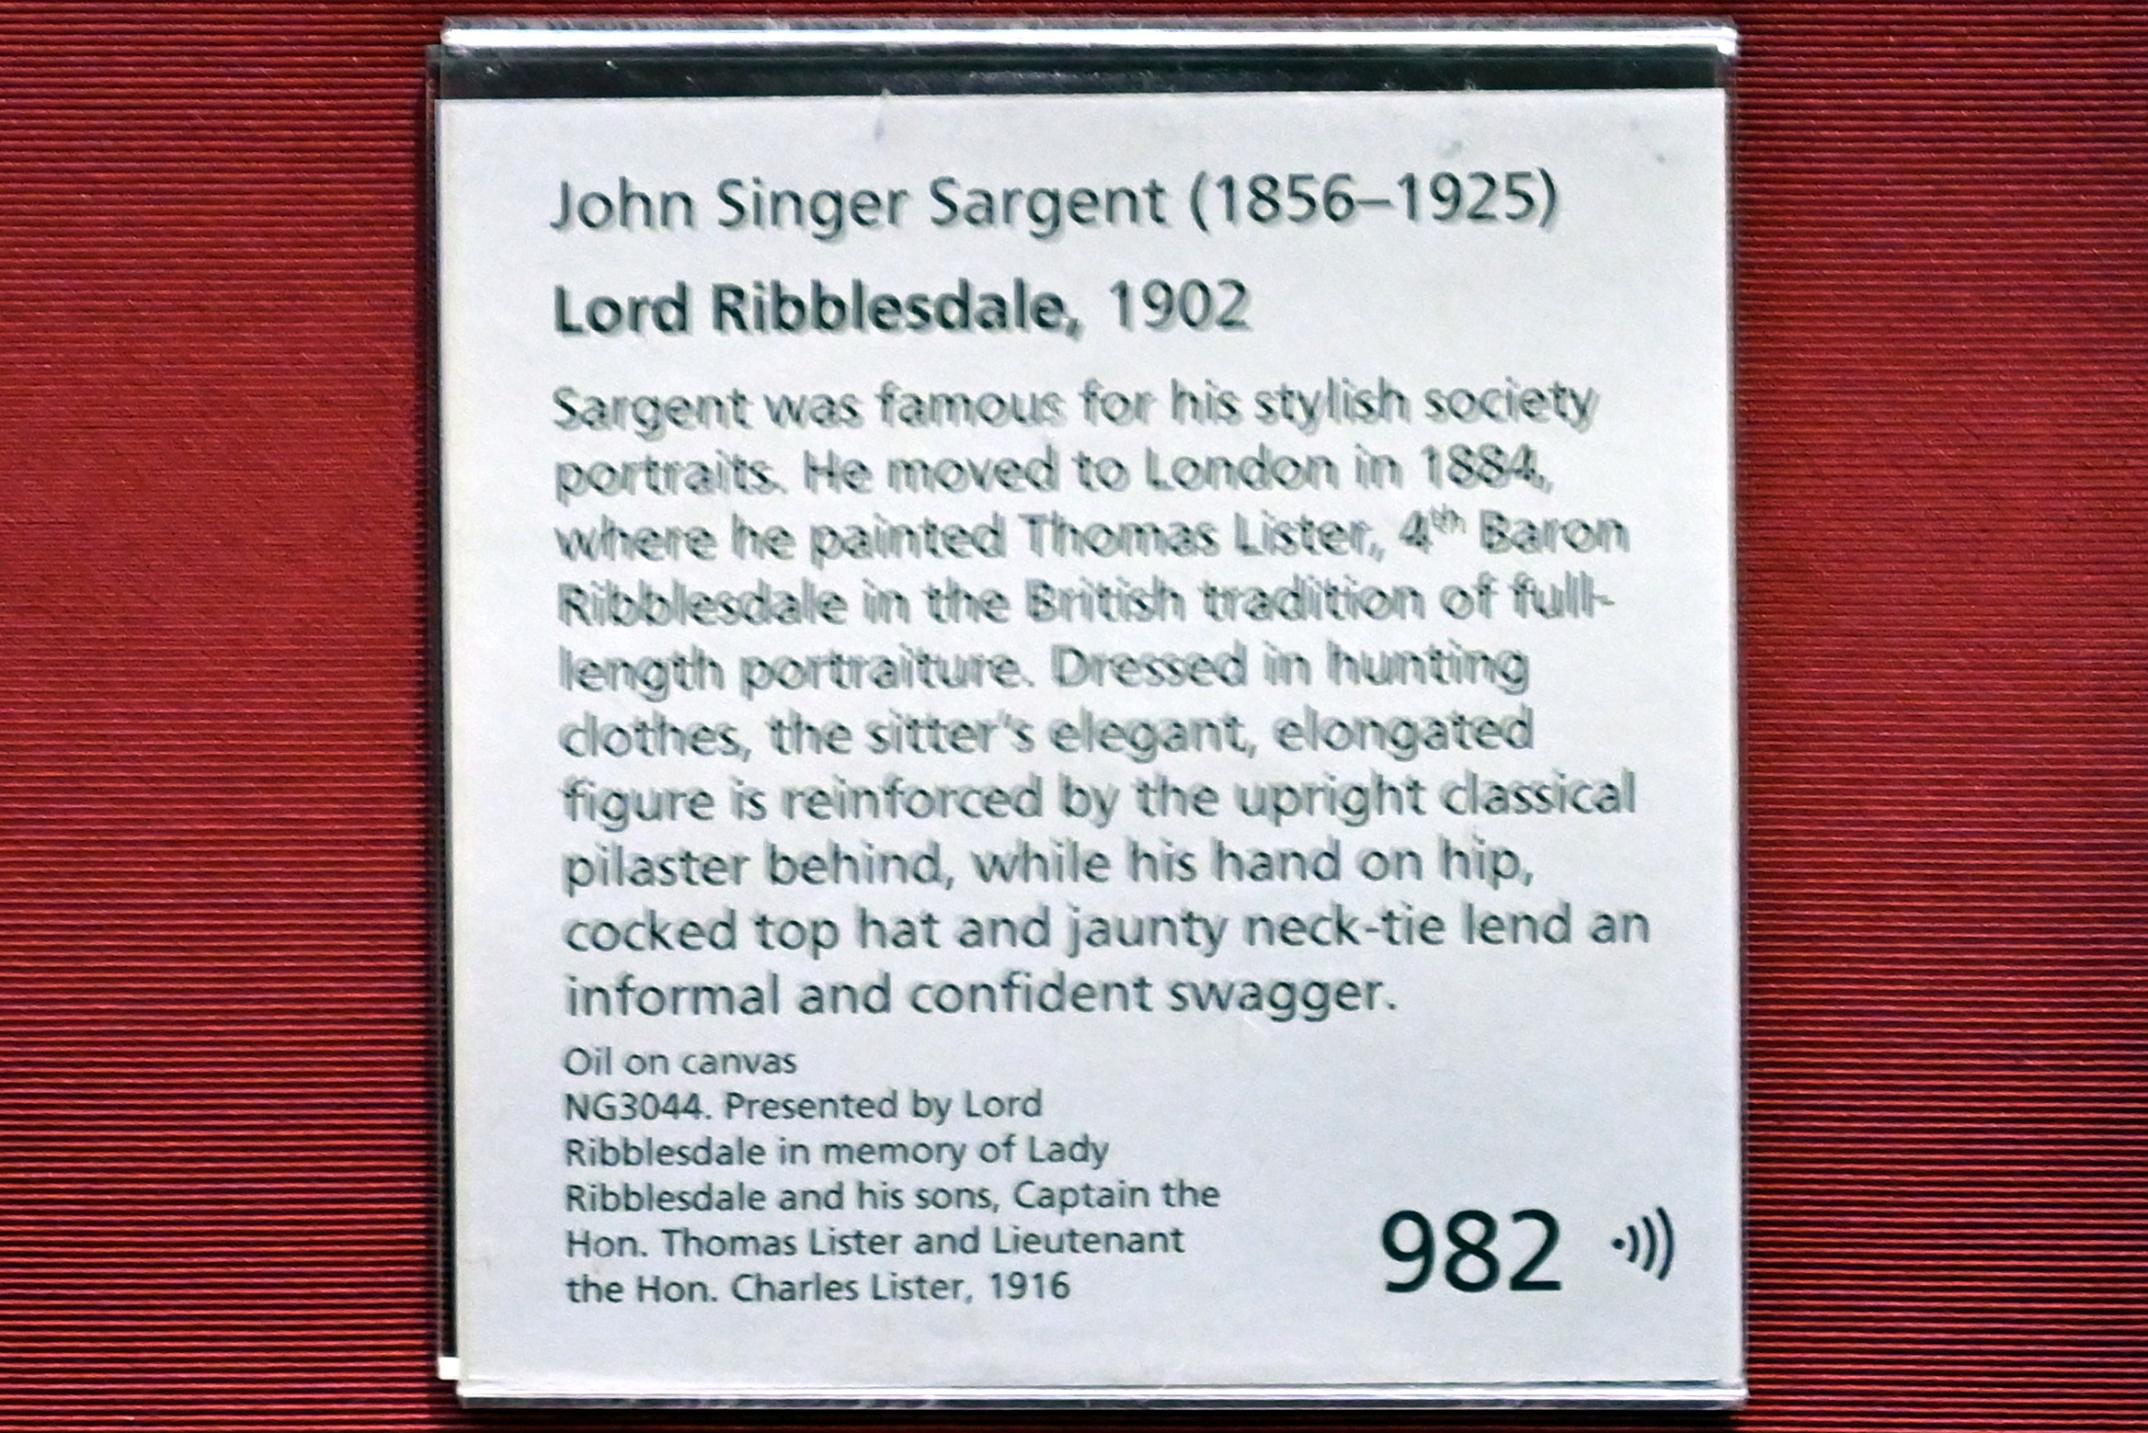 John Singer Sargent (1856–1925)
Lord Ribblesdale, 1902
Sargent was famous for his stylish society
portraits. He moved to London in 1884,
where he painted Thomas Lister, 4th Baron
Ribblesdale in the British tradition of full-
length portraiture. Dressed in hunting
clothes, the sitter's elegant, elongated
figure is reinforced by the upright classical
pilaster behind, while his hand on hip,
cocked top hat and jaunty neck-tie lend an
informal and confident swagger.
Oil on canvas
NG3044. Presented by Lord
Ribblesdale in memory of Lady
Ribblesdale and his sons, Captain the
Hon. Thomas Lister and Lieutenant
the Hon. Charles Lister, 1916
982